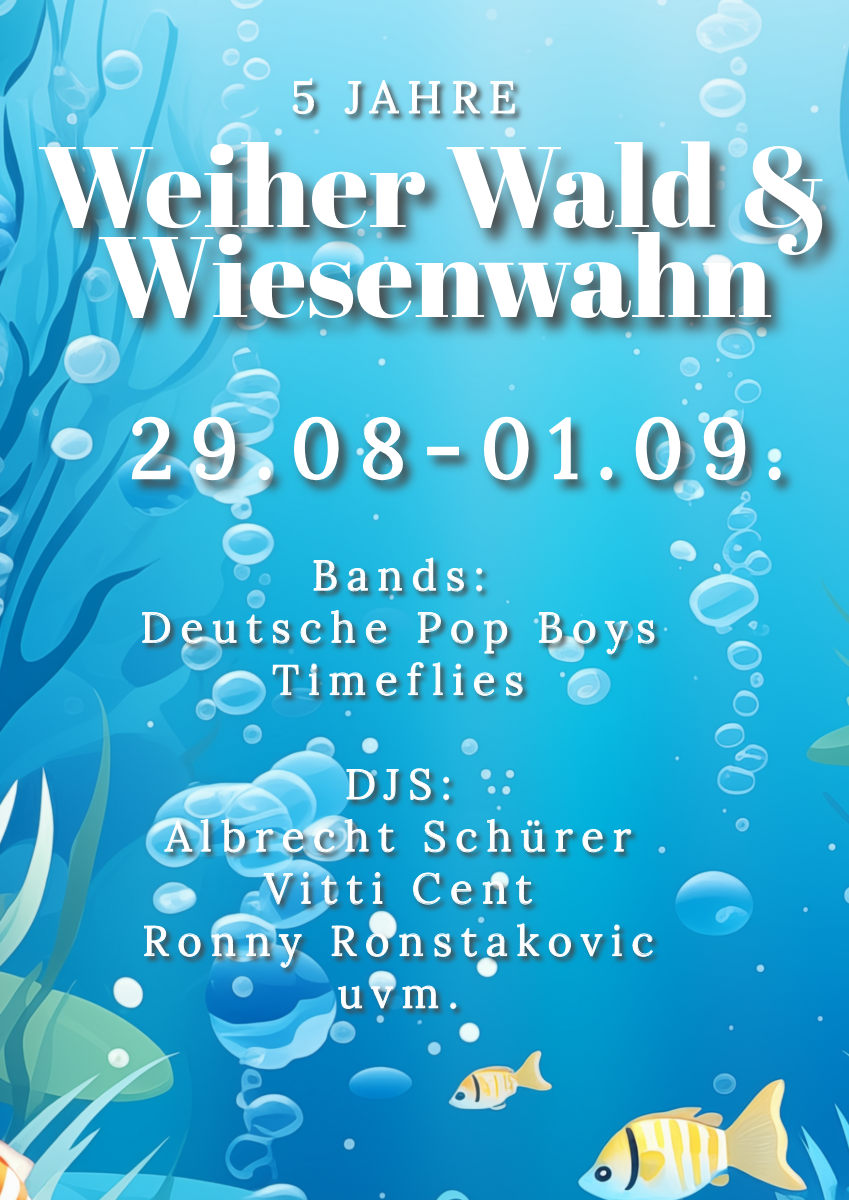 5 JAHRE
Weiher Wald &
Wiesenwahn
29.08-01.09.
Bands:
Deutsche Pop Boys
Timeflies
DJS:
Albrecht Schürer
Vitti Cent
Ronny Ronstakovic
uvm.